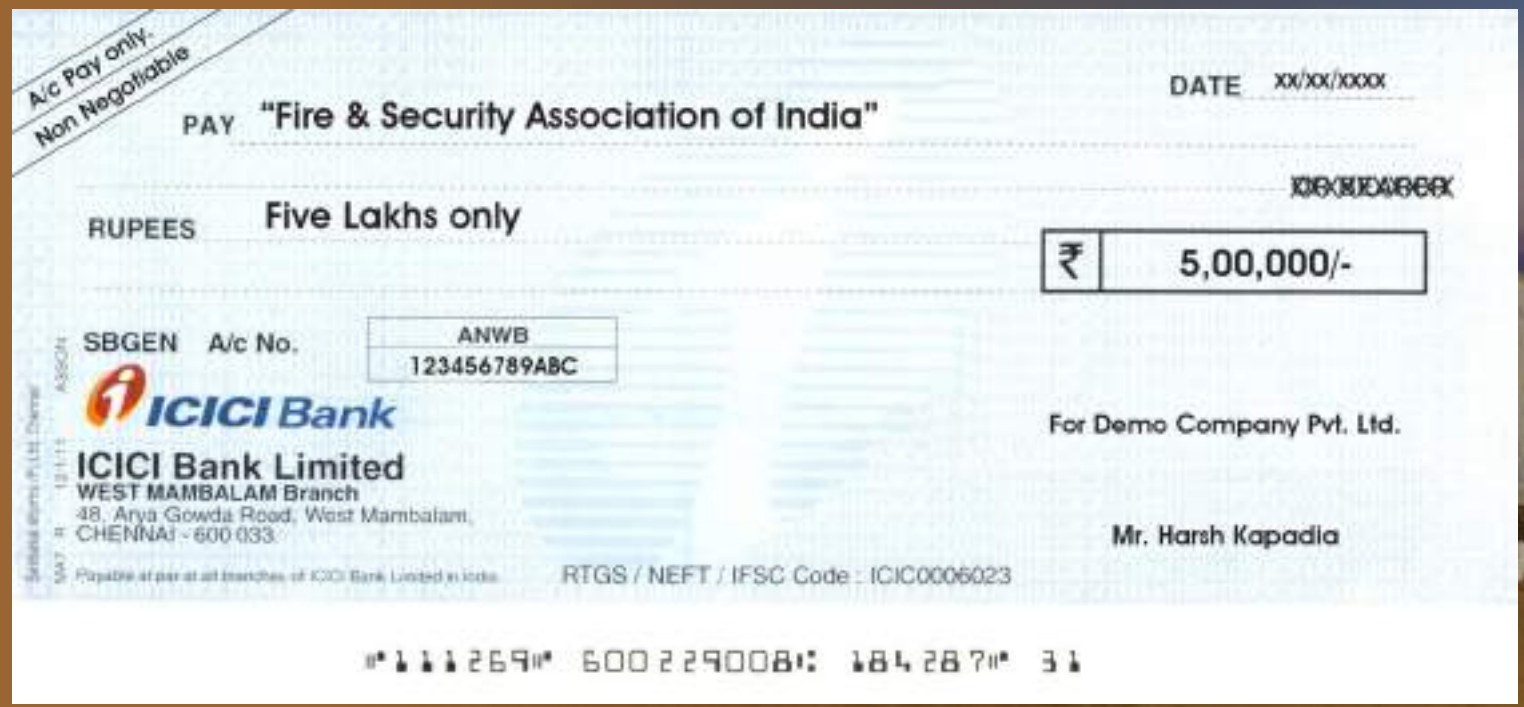 A/c Pay only.
Non Negotiable
DATE xx/xx/xxxx
PAY "Fire & Security Association of India"
RUPEES Five Lakhs only
₹ 5,00,000/-
SBGEN A/c No. ANWB
123456789ABC
ICICI Bank
For Demo Company Pvt. Ltd.
ICICI Bank Limited
WEST MAMBALAM Branch
48, Arya Gowda Road, West Mambalam,
CHENNAI - 600 033.
Mr. Harsh Kapadia
Payable at par at all branches of ICICI Bank Limited in India
RTGS / NEFT / IFSC Code : ICIC0006023
⑈111269⑈ 600229008⑆ 184287⑈ 31